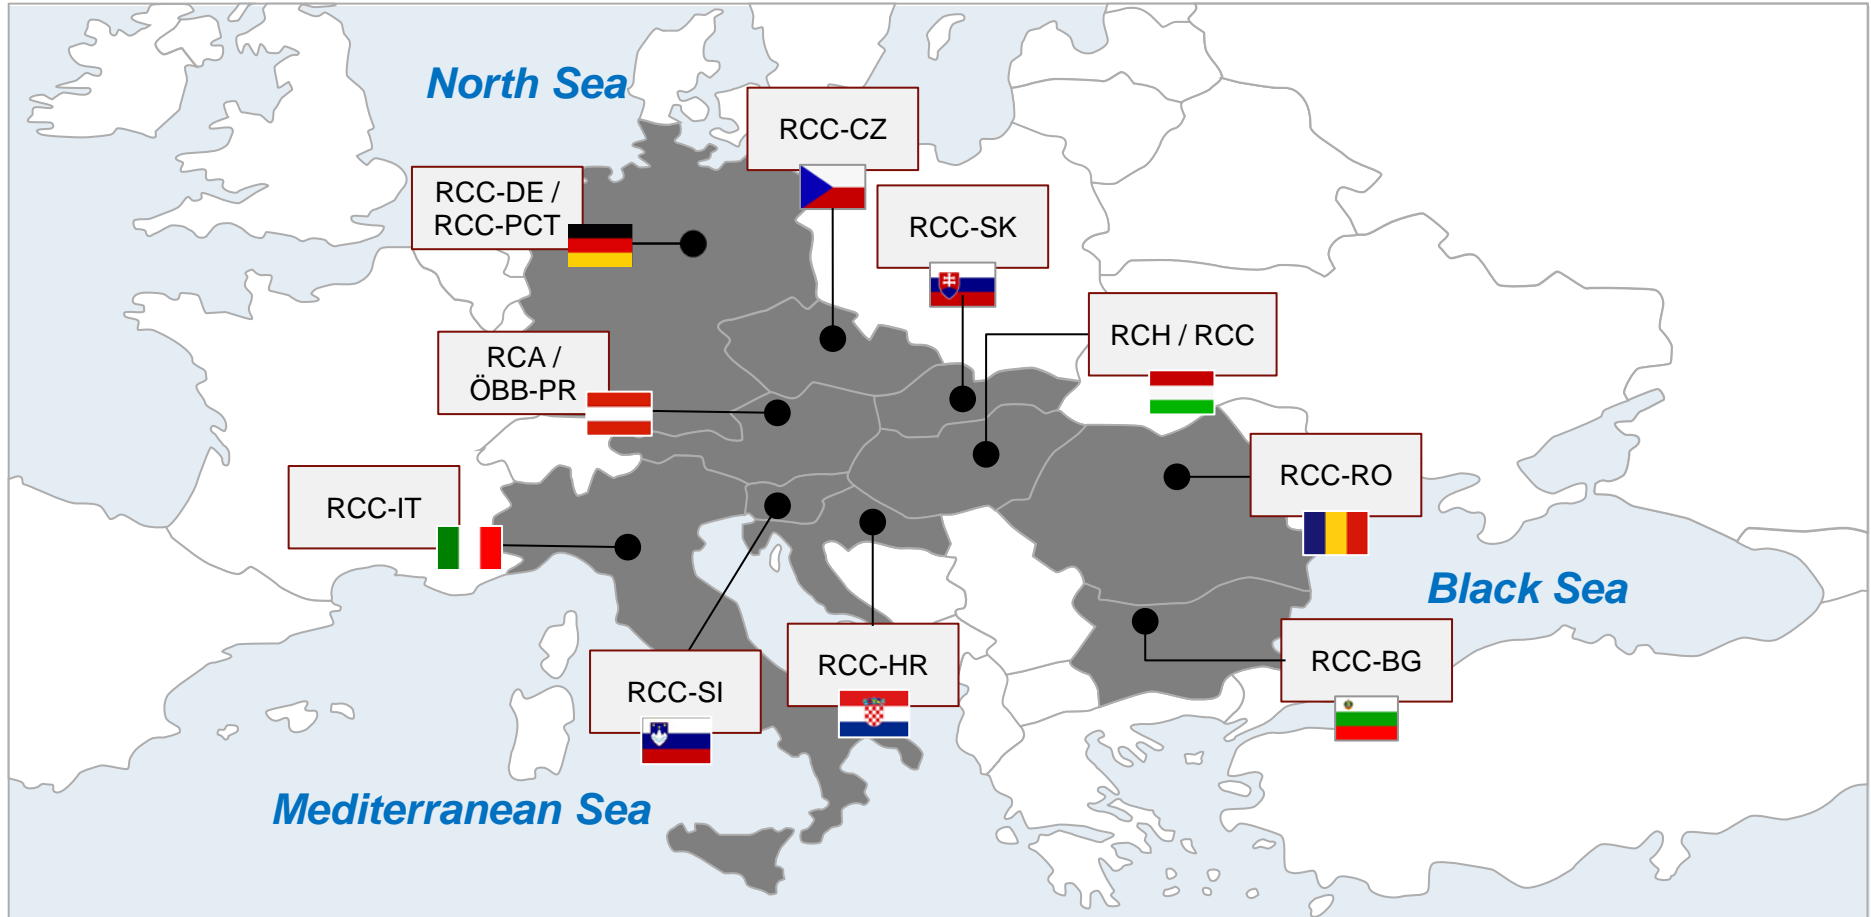 North Sea
RCC-CZ
RCC-DE /
RCC-PCT
RCC-SK
RCH / RCC
RCA /
ÖBB-PR
RCC-RO
RCC-IT
Black Sea
RCC-HR
RCC-BG
RCC-SI
Mediterranean Sea